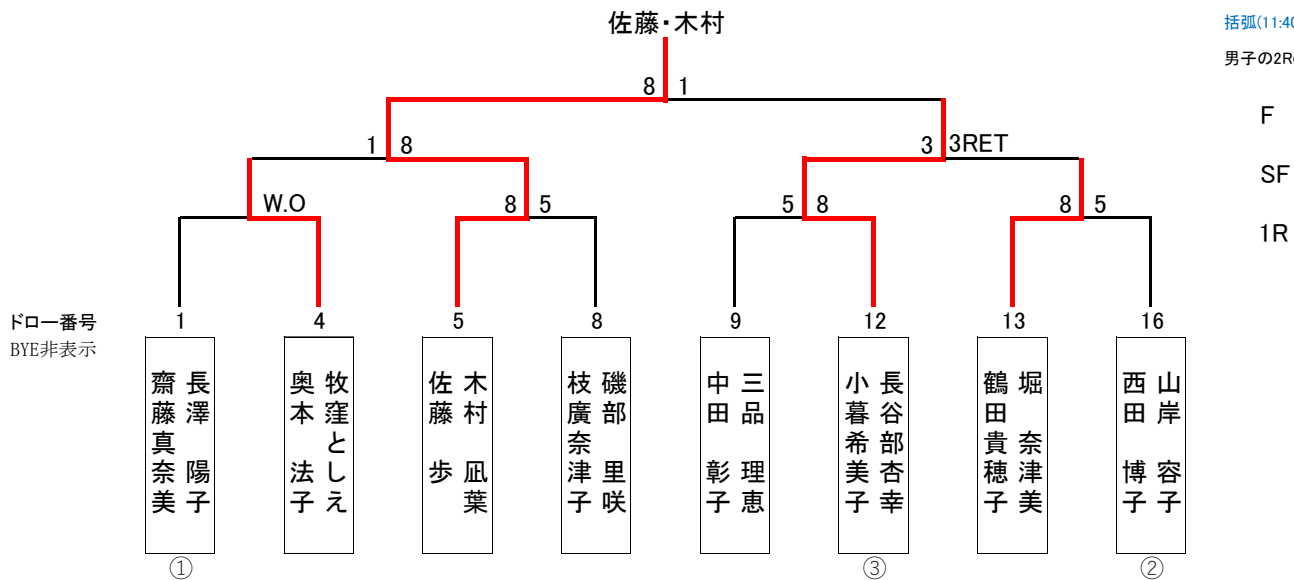 佐藤・木村
括弧(11:40
男子の2R
8 1
F
1 8
3 3RET
SF
W.O
8 5
5 8
8 5
1R
ドロー番号
1 4 5 8 9 12 13 16
BYE非表示
長澤 陽子
齋藤真奈美
牧窪としえ
奥本 法子
木村 凪葉
佐藤 歩
磯部 里咲
枝廣奈津子
三品 理恵
中田 彰子
長谷部杏幸
小暮希美子
堀 奈津美
鶴田貴穂子
山岸 容子
西田 博子
① ③ ②